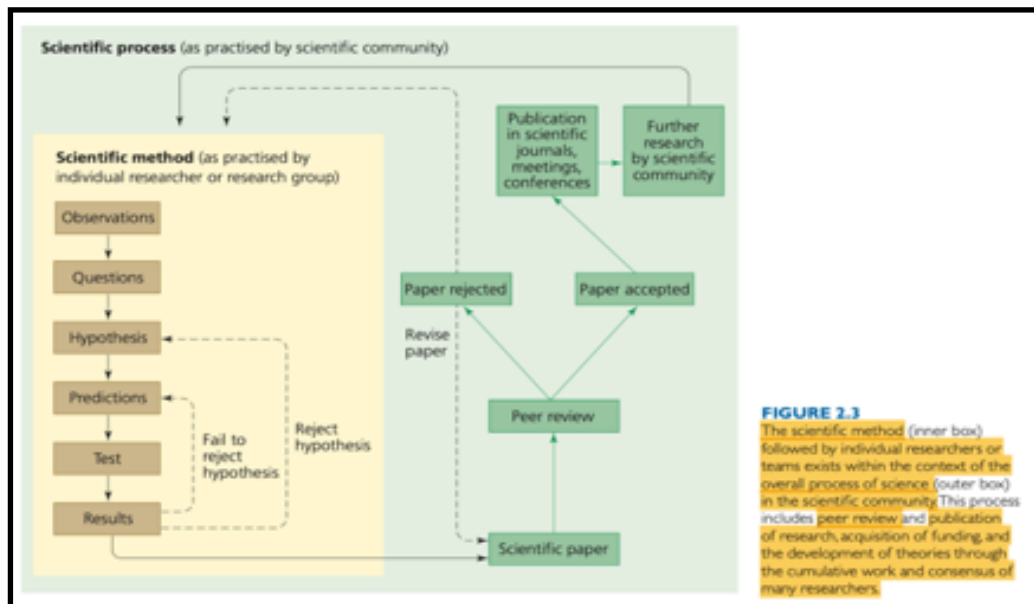 Scientific process (as practised by scientific community)
Scientific method (as practised by
individual researcher or research group)
Observations
Questions
Hypothesis
Predictions
Test
Results
Fail to
reject
hypothesis
Reject
hypothesis
Publication
in scientific
journals,
meetings,
conferences
Further
research
by scientific
community
Paper rejected
Paper accepted
Revise
paper
Peer review
Scientific paper
FIGURE 2.3
The scientific method (inner box)
followed by individual researchers or
teams exists within the context of the
overall process of science (outer box)
in the scientific community. This process
includes peer review and publication
of research, acquisition of funding, and
the development of theories through
the cumulative work and consensus of
many researchers.